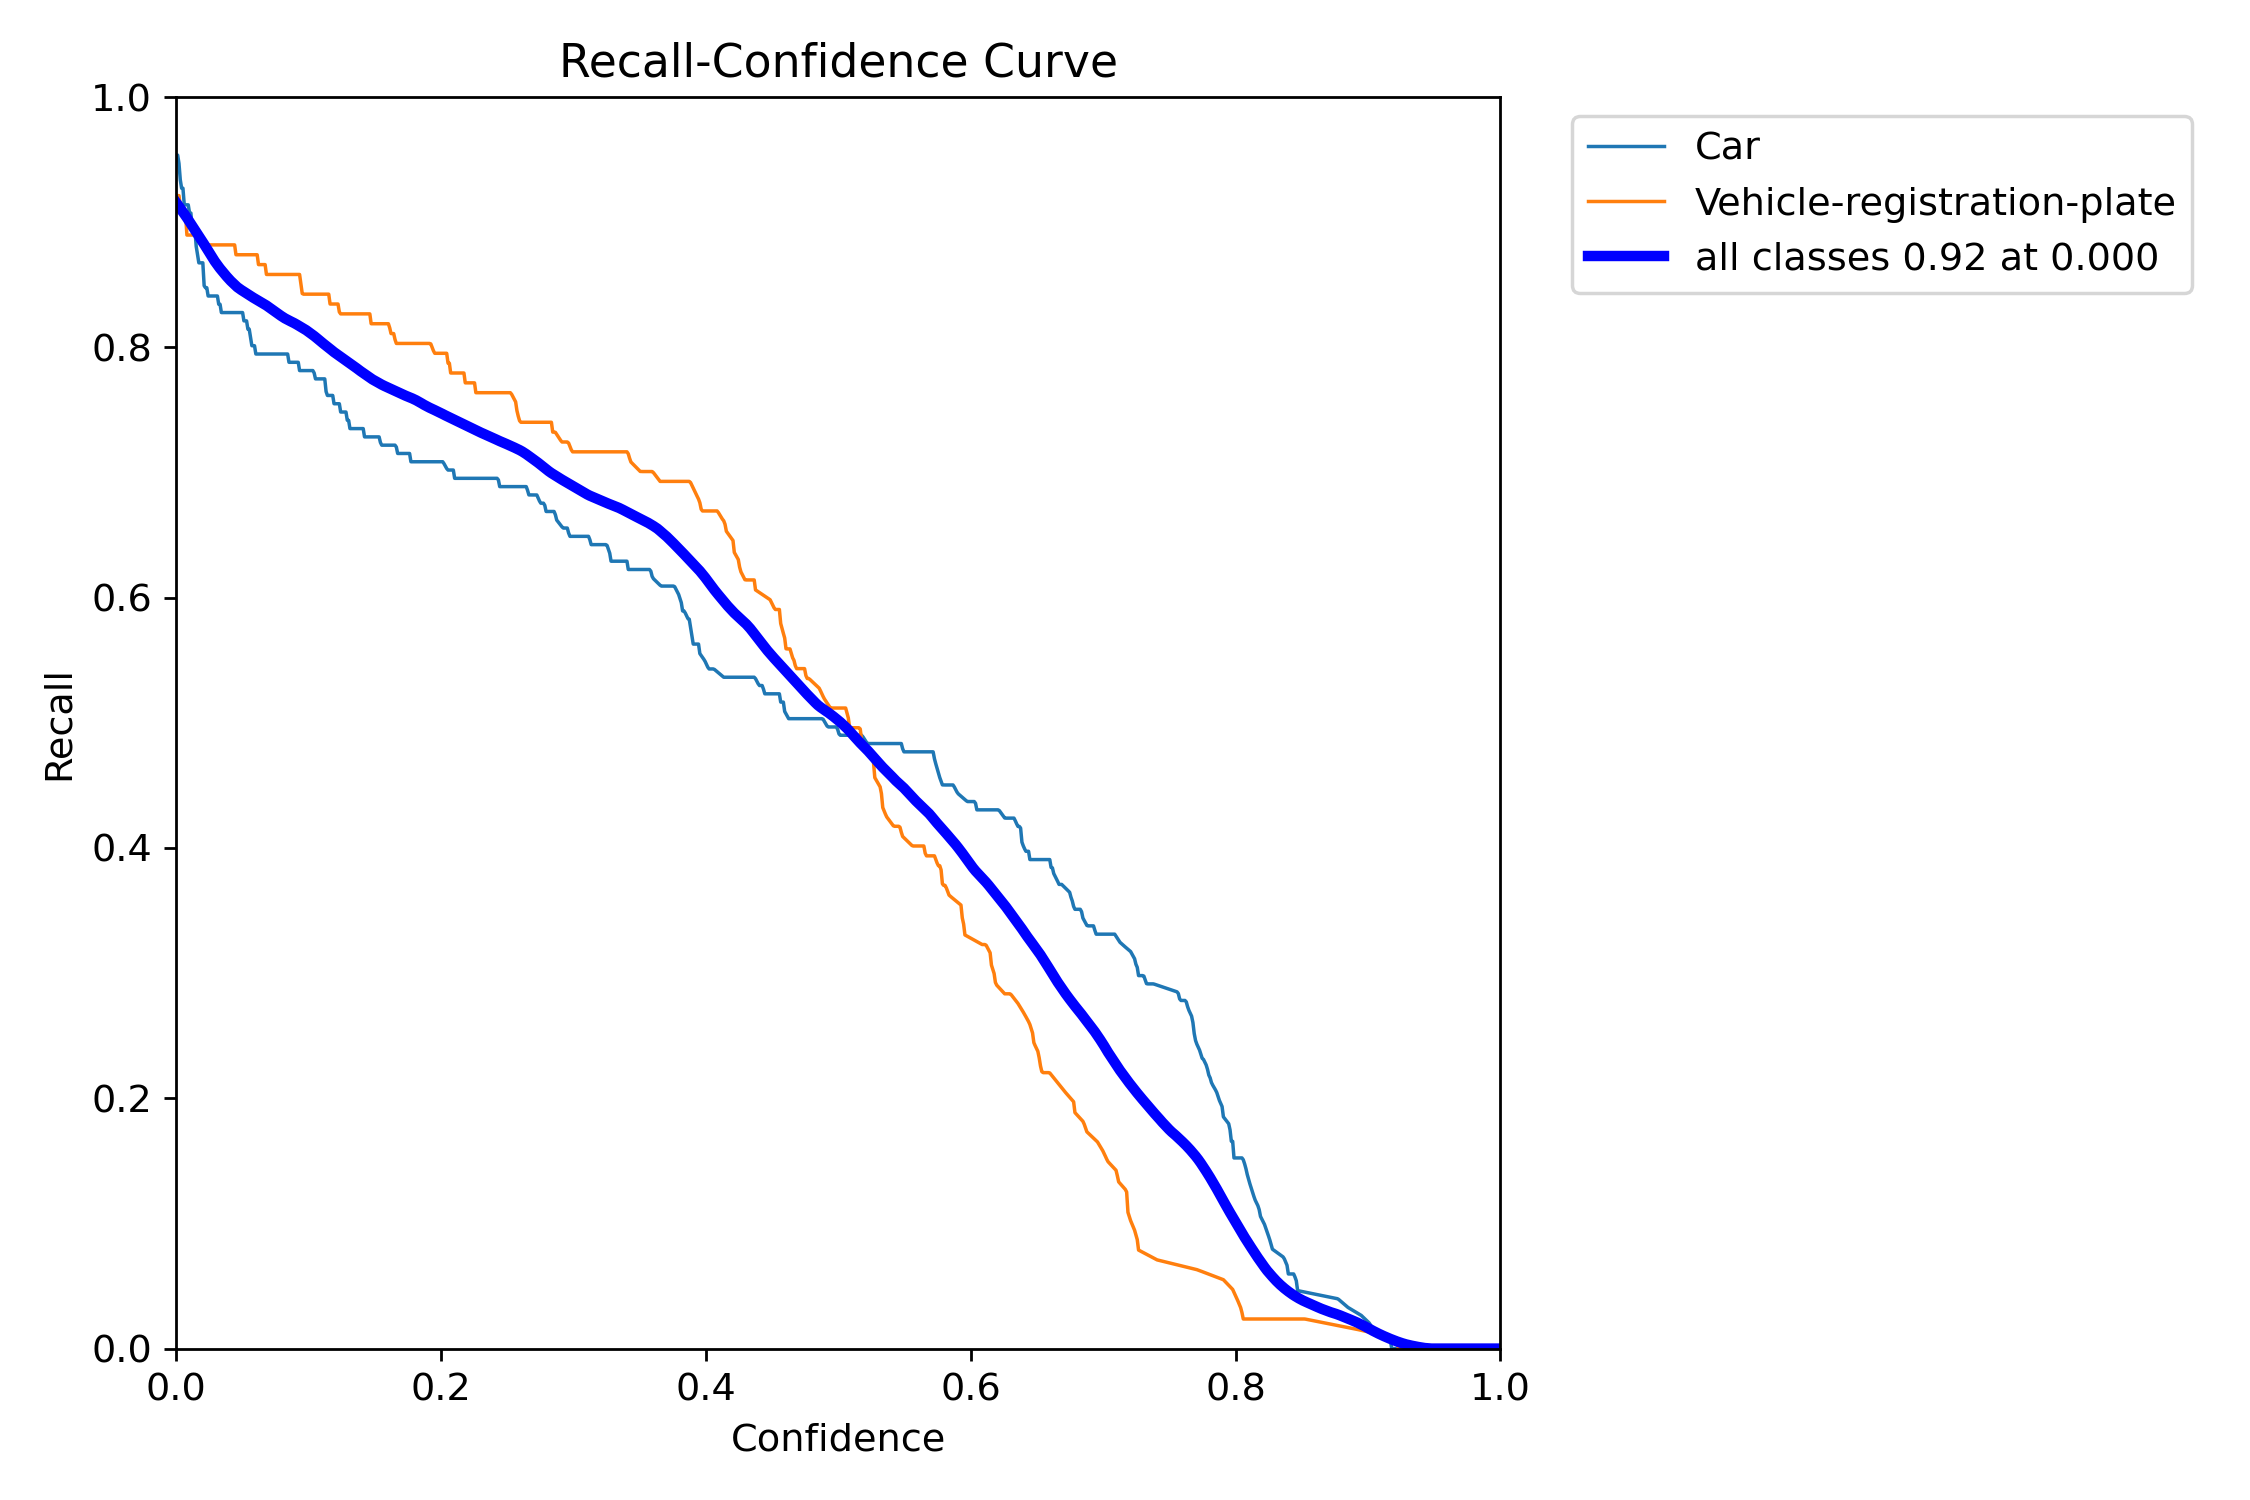 Recall-Confidence Curve
1.0
0.8
0.6
0.4
0.2
0.0
Recall
0.0 0.2 0.4 0.6 0.8 1.0
Confidence
Car
Vehicle-registration-plate
all classes 0.92 at 0.000